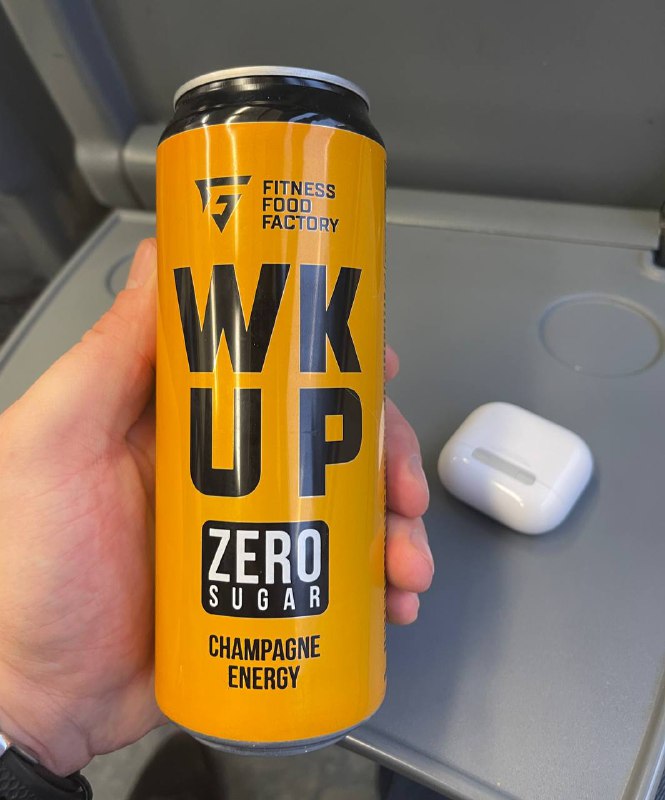 FITNESS
FOOD
FACTORY
WK
UP
ZERO
SUGAR
CHAMPAGNE
ENERGY